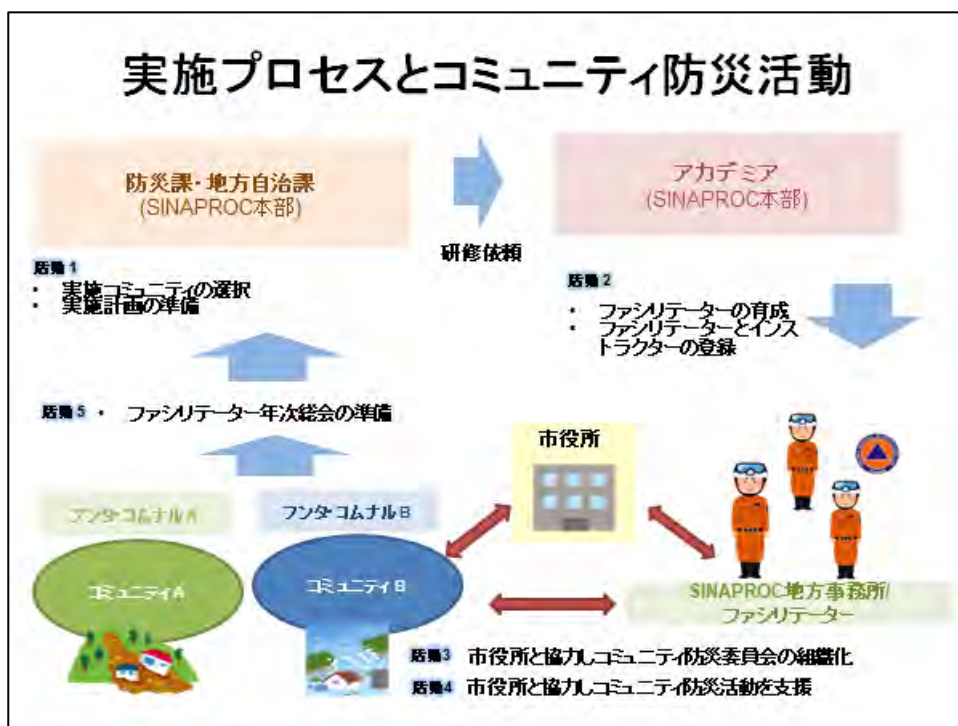 実施プロセスとコミュニティ防災活動
防災課・地方自治課
(SINAPROC本部)
研修依頼
アカデミア
(SINAPROC本部)
活動1
• 実施コミュニティの選択
• 実施計画の準備
活動2
• ファシリテーターの育成
• ファシリテーターとインス
トラクターの登録
活動5 • ファシリテーター年次総会の準備
市役所
フンタ・コムナルA
フンタ・コムナルB
コミュニティA
コミュニティB
SINAPROC地方事務所/
ファシリテーター
活動3 市役所と協力しコミュニティ防災委員会の組織化
活動4 市役所と協力しコミュニティ防災活動を支援